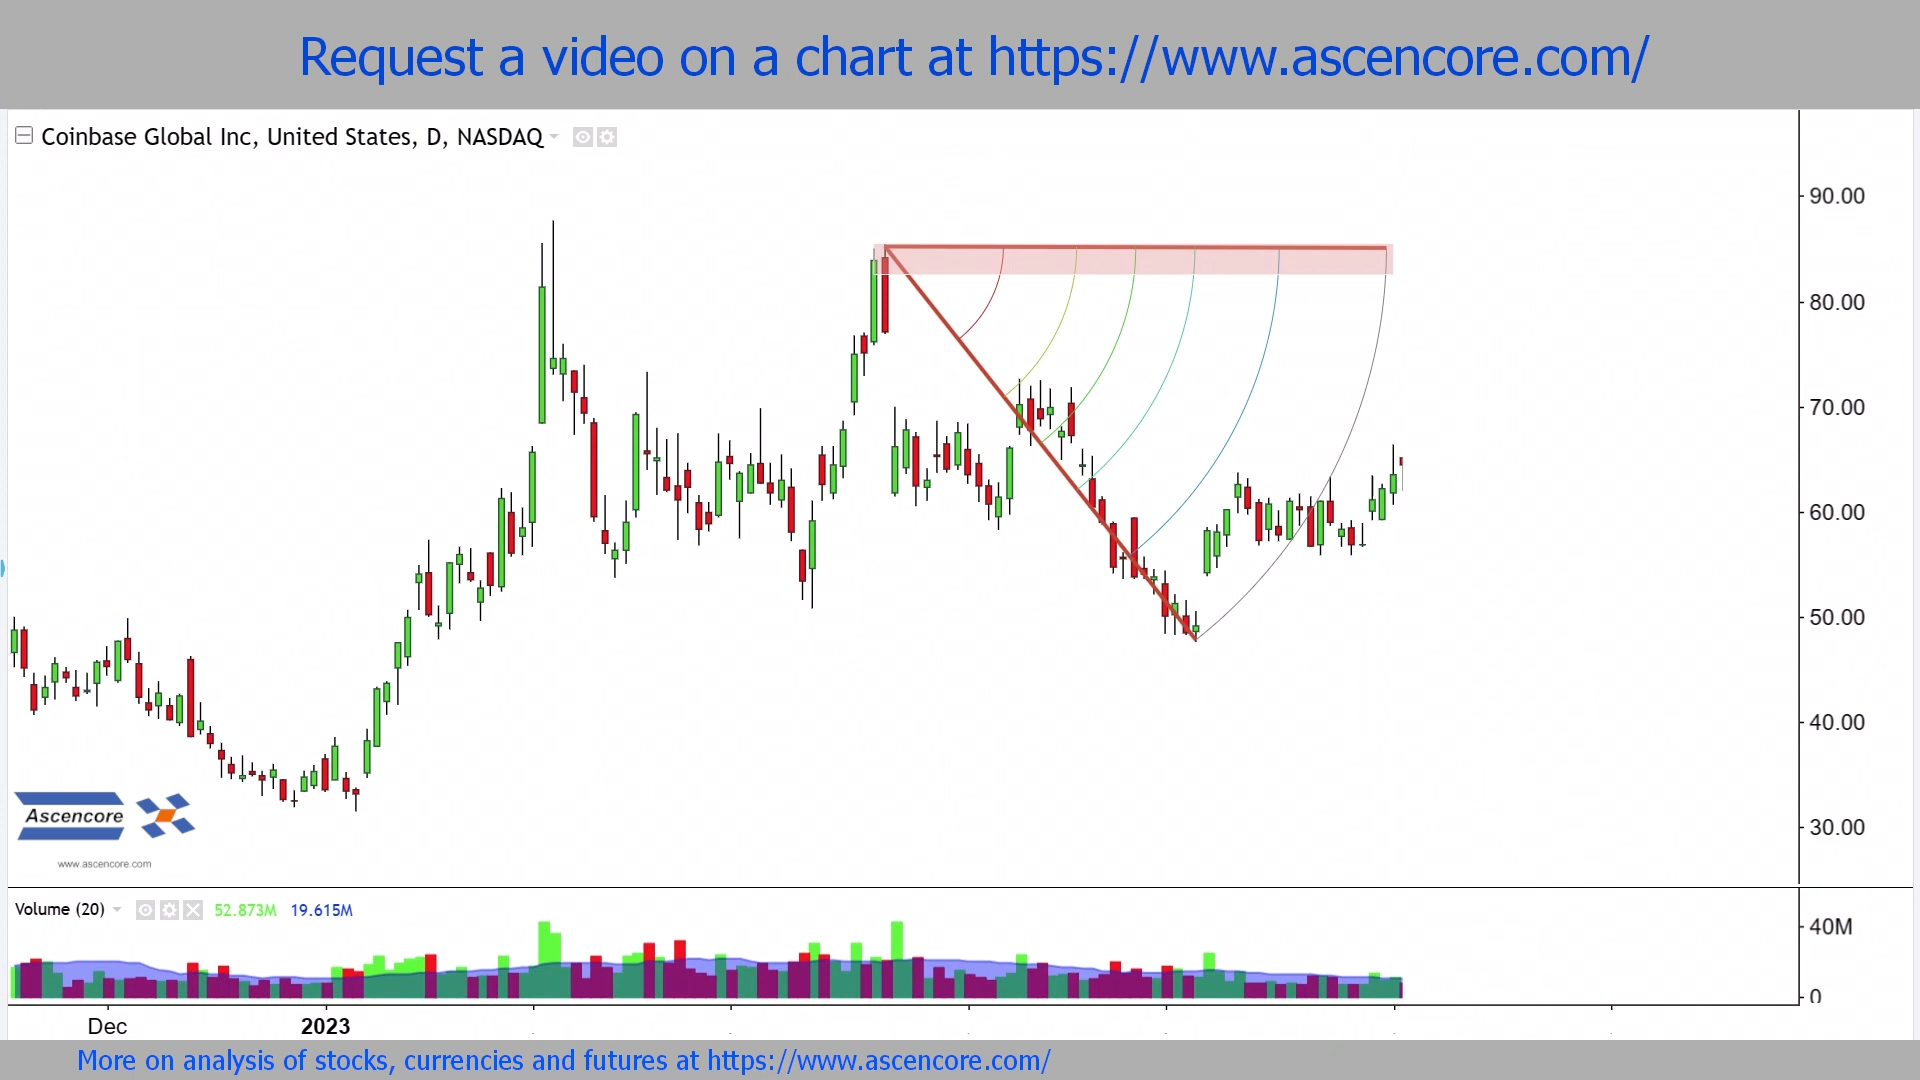 Request a video on a chart at https://www.ascencore.com/
Coinbase Global Inc, United States, D, NASDAQ
90.00
80.00
70.00
60.00
50.00
40.00
30.00
Ascencore
www.ascencore.com
Volume (20) 52.873M 19.615M
40M
0
Dec 2023
More on analysis of stocks, currencies and futures at https://www.ascencore.com/